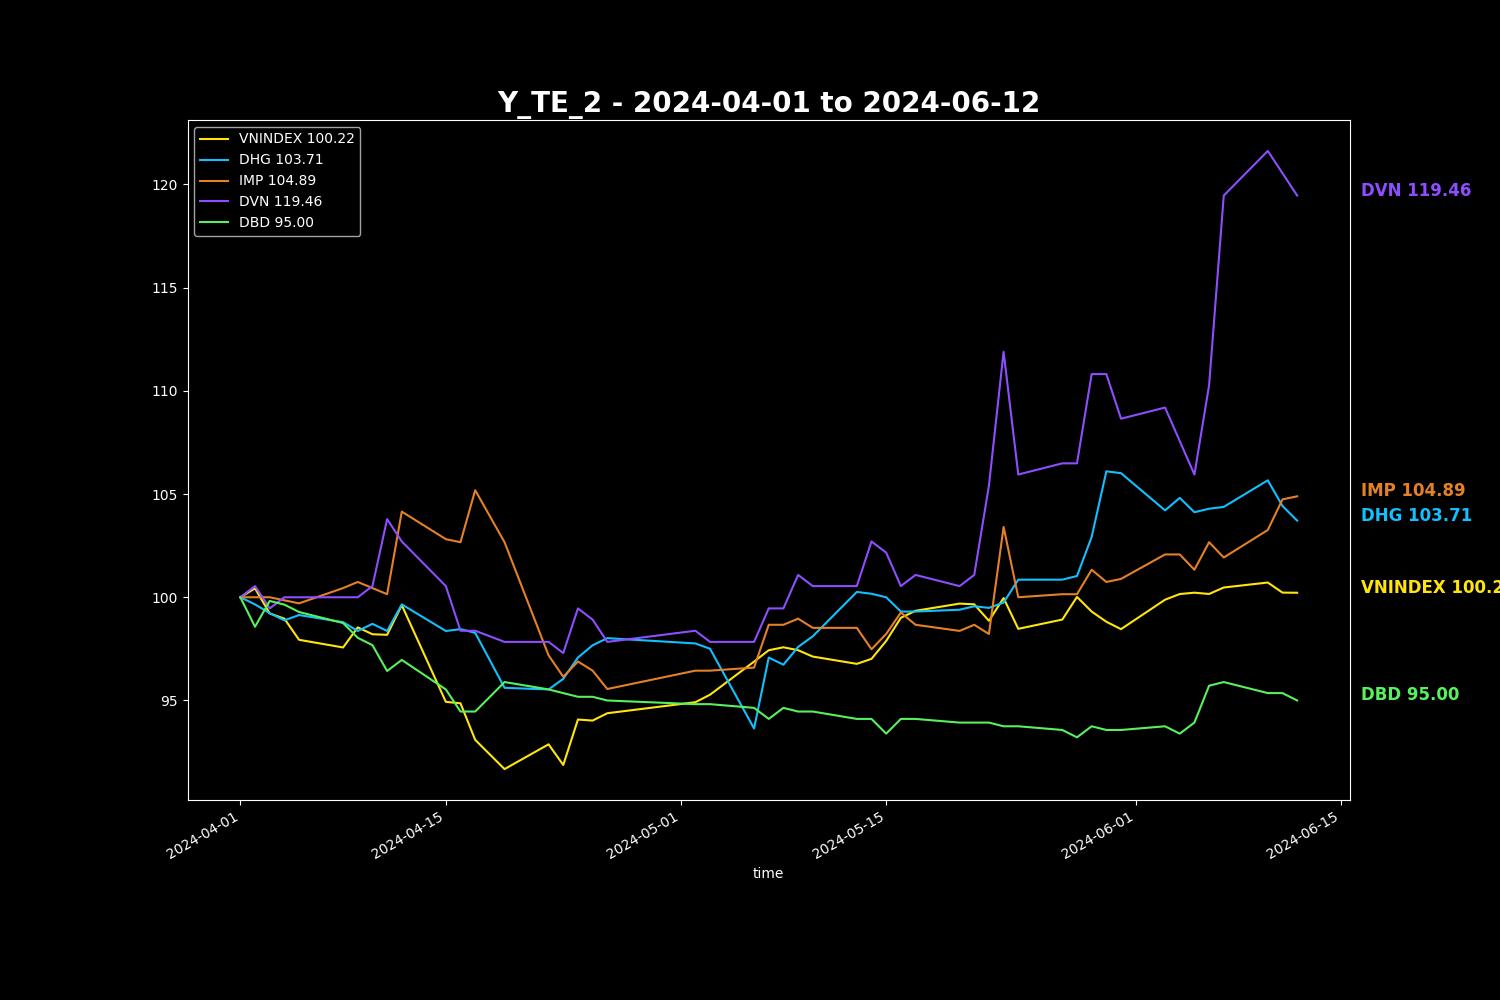 Y_TE_2 - 2024-04-01 to 2024-06-12
VNINDEX 100.22
DHG 103.71
IMP 104.89
DVN 119.46
DBD 95.00
120
115
110
105
100
95
DVN 119.46
IMP 104.89
DHG 103.71
VNINDEX 100.2
DBD 95.00
2024-04-01
2024-04-15
2024-05-01
2024-05-15
2024-06-01
2024-06-15
time